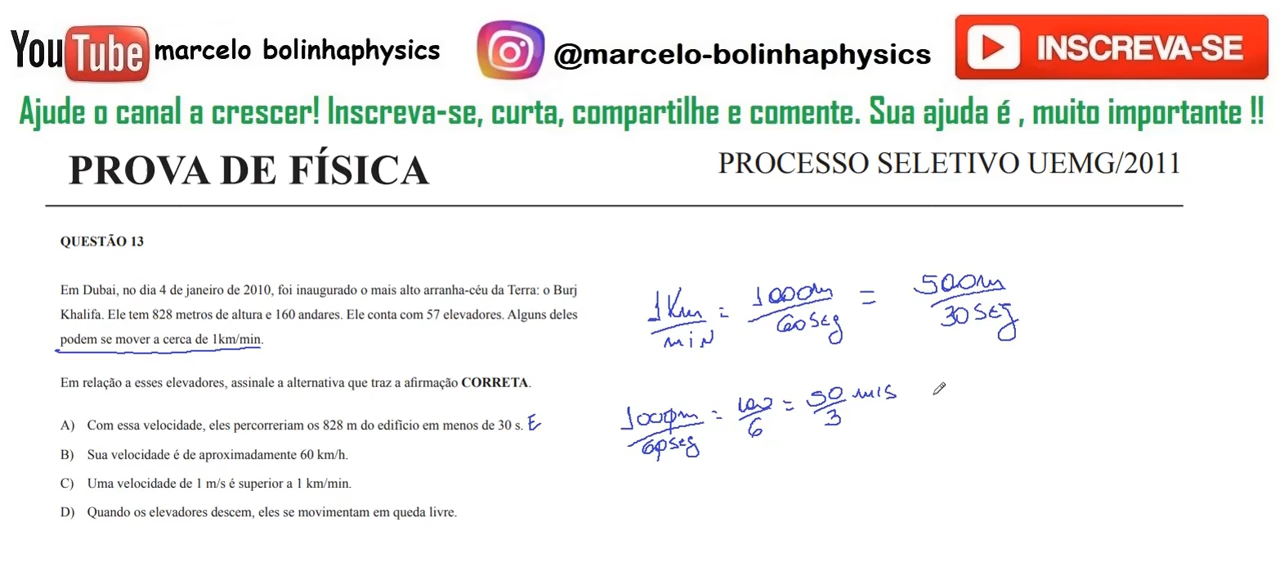 YouTube marcelo bolinhaphysics @marcelo-bolinhaphysics INSCREVA-SE
Ajude o canal a crescer! Inscreva-se, curta, compartilhe e comente. Sua ajuda é , muito importante !!
PROVA DE FÍSICA PROCESSO SELETIVO UEMG/2011
QUESTÃO 13
Em Dubai, no dia 4 de janeiro de 2010, foi inaugurado o mais alto arranha-céu da Terra: o Burj
Khalifa. Ele tem 828 metros de altura e 160 andares. Ele conta com 57 elevadores. Alguns deles
podem se mover a cerca de 1km/min.
Em relação a esses elevadores, assinale a alternativa que traz a afirmação CORRETA.
A) Com essa velocidade, eles percorreriam os 828 m do edifício em menos de 30 s. E
B) Sua velocidade é de aproximadamente 60 km/h.
C) Uma velocidade de 1 m/s é superior a 1 km/min.
D) Quando os elevadores descem, eles se movimentam em queda livre.
1Km/min = 1000m/60seg = 500m/30seg
1000m/60seg = 100/6 = 50/3 m/s